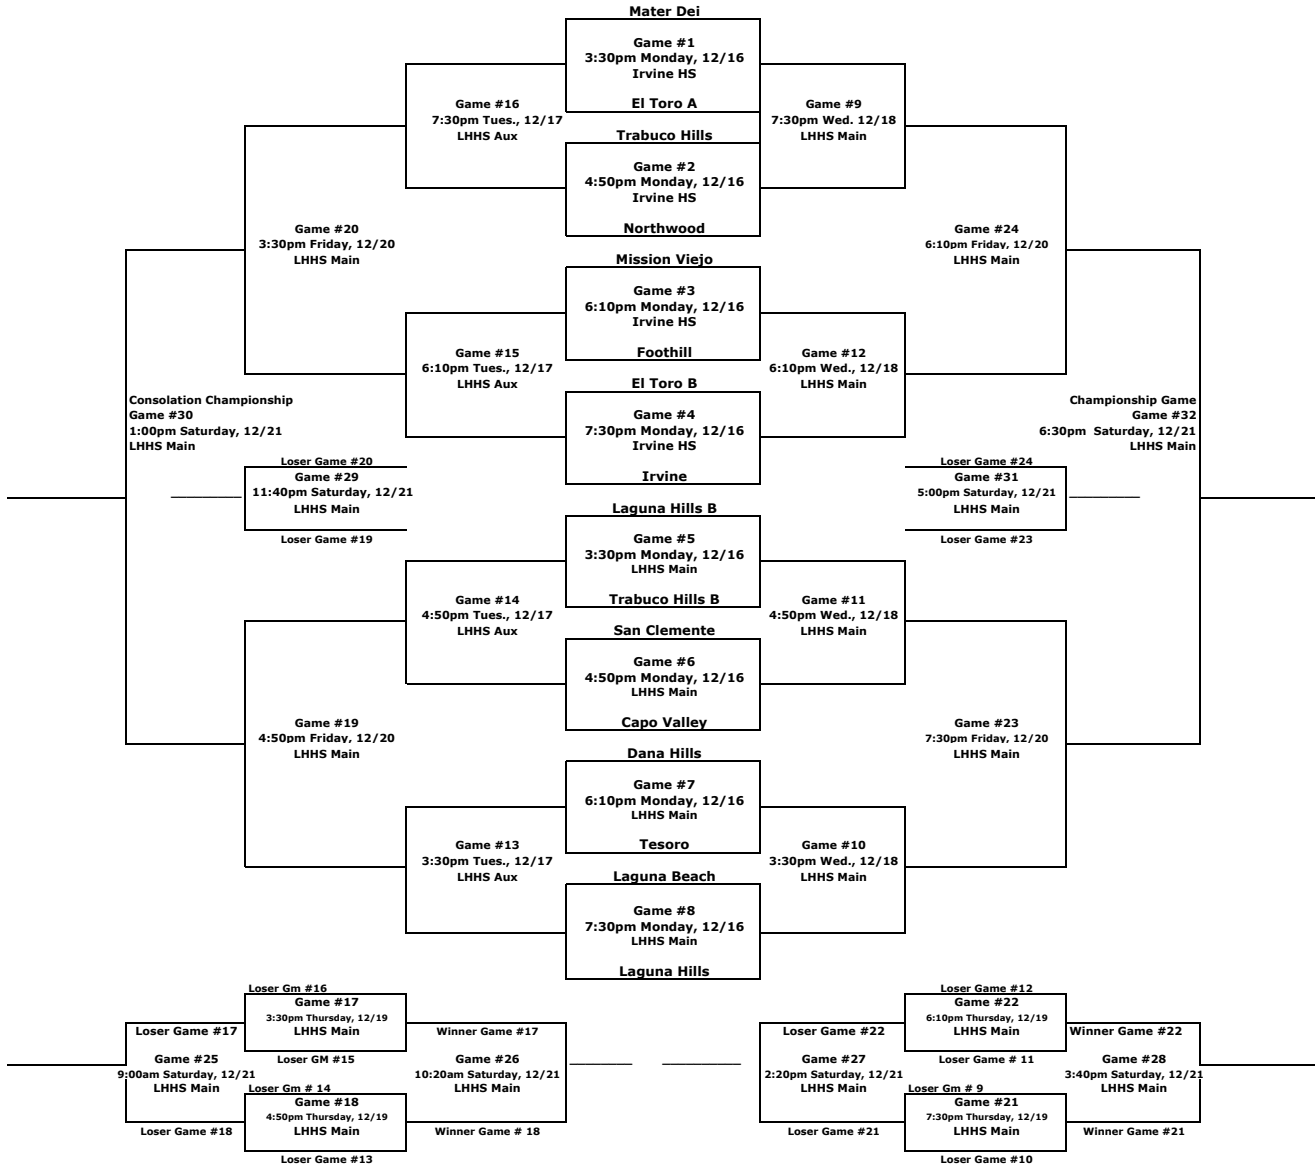 Mater Dei
Game #1
3:30pm Monday, 12/16
Irvine HS
El Toro A
Game #16
7:30pm Tues., 12/17
LHHS Aux
Game #9
7:30pm Wed. 12/18
LHHS Main
Trabuco Hills
Game #2
4:50pm Monday, 12/16
Irvine HS
Northwood
Game #20
3:30pm Friday, 12/20
LHHS Main
Game #24
6:10pm Friday, 12/20
LHHS Main
Mission Viejo
Game #3
6:10pm Monday, 12/16
Irvine HS
Foothill
Game #15
6:10pm Tues., 12/17
LHHS Aux
Game #12
6:10pm Wed., 12/18
LHHS Main
El Toro B
Game #4
7:30pm Monday, 12/16
Irvine HS
Irvine
Consolation Championship
Game #30
1:00pm Saturday, 12/21
LHHS Main
Championship Game
Game #32
6:30pm  Saturday, 12/21
LHHS Main
Loser Game #20
Game #29
11:40pm Saturday, 12/21
LHHS Main
Loser Game #19
Loser Game #24
Game #31
5:00pm Saturday, 12/21
LHHS Main
Loser Game #23
Laguna Hills B
Game #5
3:30pm Monday, 12/16
LHHS Main
Trabuco Hills B
Game #14
4:50pm Tues., 12/17
LHHS Aux
Game #11
4:50pm Wed., 12/18
LHHS Main
San Clemente
Game #6
4:50pm Monday, 12/16
LHHS Main
Capo Valley
Game #19
4:50pm Friday, 12/20
LHHS Main
Game #23
7:30pm Friday, 12/20
LHHS Main
Dana Hills
Game #7
6:10pm Monday, 12/16
LHHS Main
Tesoro
Game #13
3:30pm Tues., 12/17
LHHS Aux
Game #10
3:30pm Wed., 12/18
LHHS Main
Laguna Beach
Game #8
7:30pm Monday, 12/16
LHHS Main
Laguna Hills
Loser Gm #16
Game #17
3:30pm Thursday, 12/19
LHHS Main
Loser GM #15
Loser Game #17
Game #25
9:00am Saturday, 12/21
LHHS Main
Loser Game #18
Winner Game #17
Game #26
10:20am Saturday, 12/21
LHHS Main
Winner Game # 18
Loser Gm # 14
Game #18
4:50pm Thursday, 12/19
LHHS Main
Loser Game #13
Loser Game #12
Game #22
6:10pm Thursday, 12/19
LHHS Main
Loser Game # 11
Loser Game #22
Game #27
2:20pm Saturday, 12/21
LHHS Main
Loser Game #21
Winner Game #22
Game #28
3:40pm Saturday, 12/21
LHHS Main
Winner Game #21
Loser Gm # 9
Game #21
7:30pm Thursday, 12/19
LHHS Main
Loser Game #10